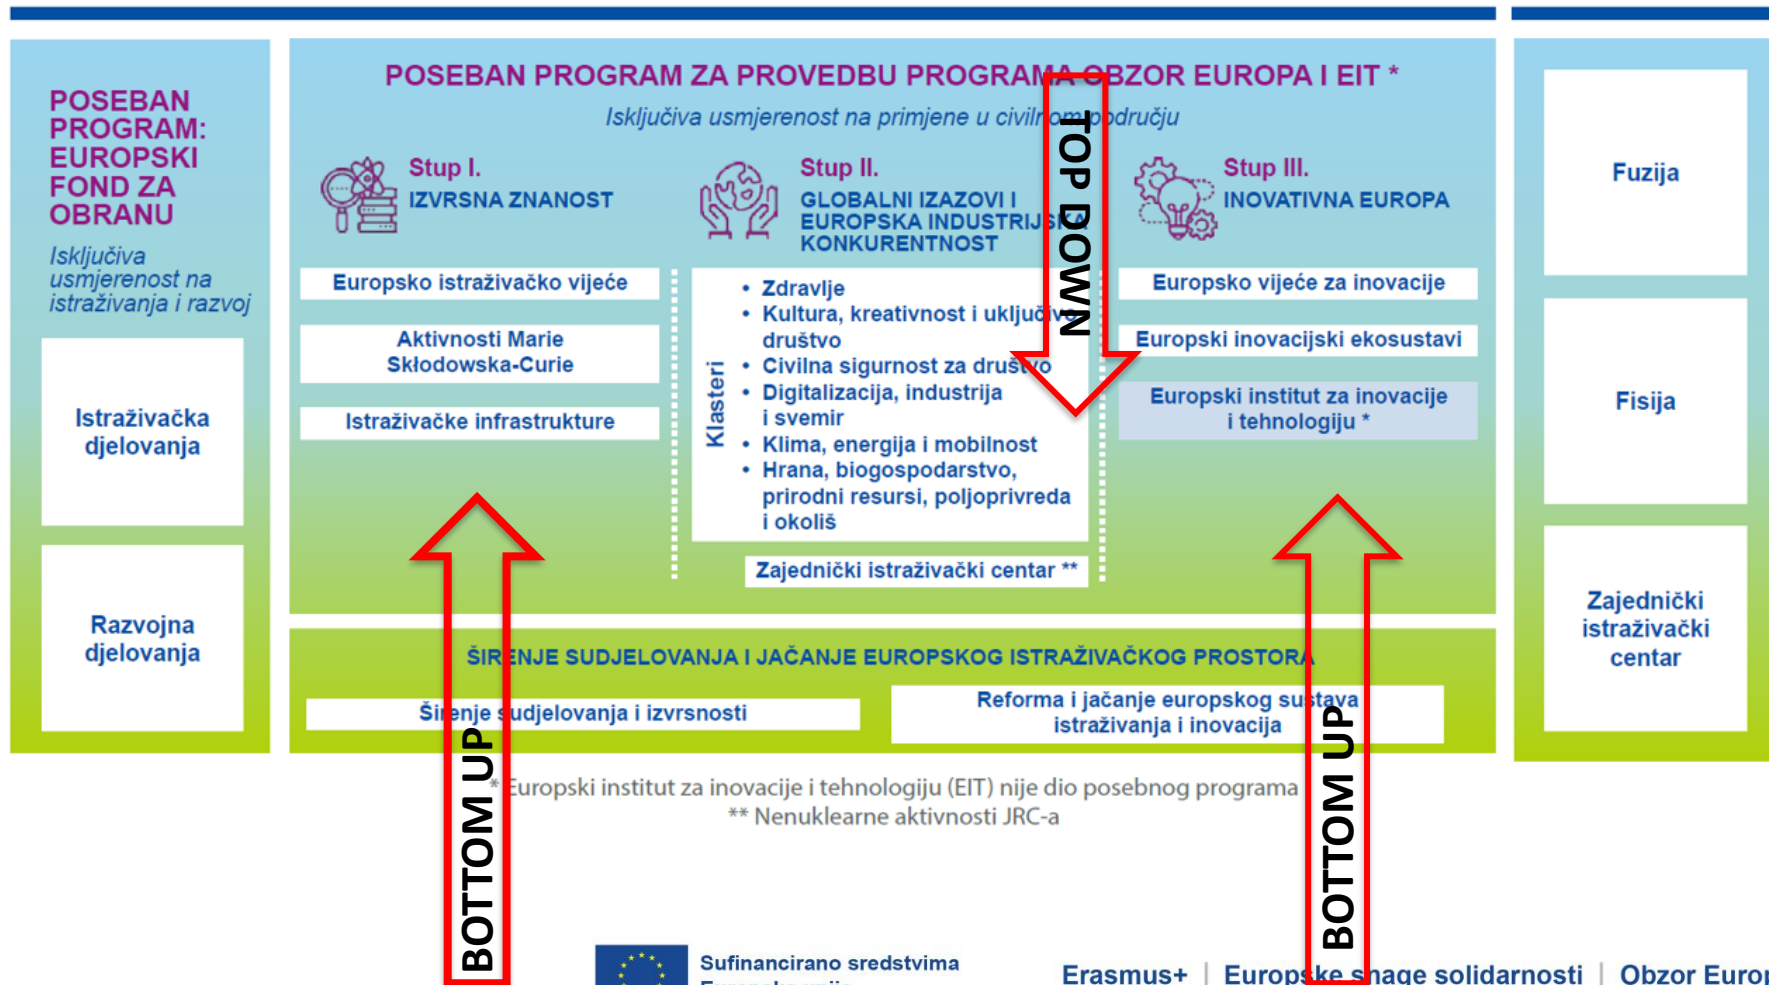 POSEBAN
PROGRAM:
EUROPSKI
FOND ZA
OBRANU
Isključiva
usmjerenost na
istraživanja i razvoj
Istraživačka
djelovanja
Razvojna
djelovanja
POSEBAN PROGRAM ZA PROVEDBU PROGRAMA OBZOR EUROPA I EIT *
Isključiva usmjerenost na primjene u civilnom području
Stup I.
IZVRSNA ZNANOST
Europsko istraživačko vijeće
Aktivnosti Marie
Skłodowska-Curie
Istraživačke infrastrukture
Stup II.
GLOBALNI IZAZOVI I
EUROPSKA INDUSTRIJSKA
KONKURENTNOST
Klasteri
• Zdravlje
• Kultura, kreativnost i uključivo
društvo
• Civilna sigurnost za društvo
• Digitalizacija, industrija
i svemir
• Klima, energija i mobilnost
• Hrana, biogospodarstvo,
prirodni resursi, poljoprivreda
i okoliš
Zajednički istraživački centar **
TOP DOWN
Stup III.
INOVATIVNA EUROPA
Europsko vijeće za inovacije
Europski inovacijski ekosustavi
Europski institut za inovacije
i tehnologiju *
ŠIRENJE SUDJELOVANJA I JAČANJE EUROPSKOG ISTRAŽIVAČKOG PROSTORA
Širenje sudjelovanja i izvrsnosti
Reforma i jačanje europskog sustava
istraživanja i inovacija
BOTTOM UP
BOTTOM UP
Fuzija
Fisija
Zajednički
istraživački
centar
* Europski institut za inovacije i tehnologiju (EIT) nije dio posebnog programa
** Nenuklearne aktivnosti JRC-a
Sufinancirano sredstvima
Erasmus+ | Europske snage solidarnosti | Obzor Europ